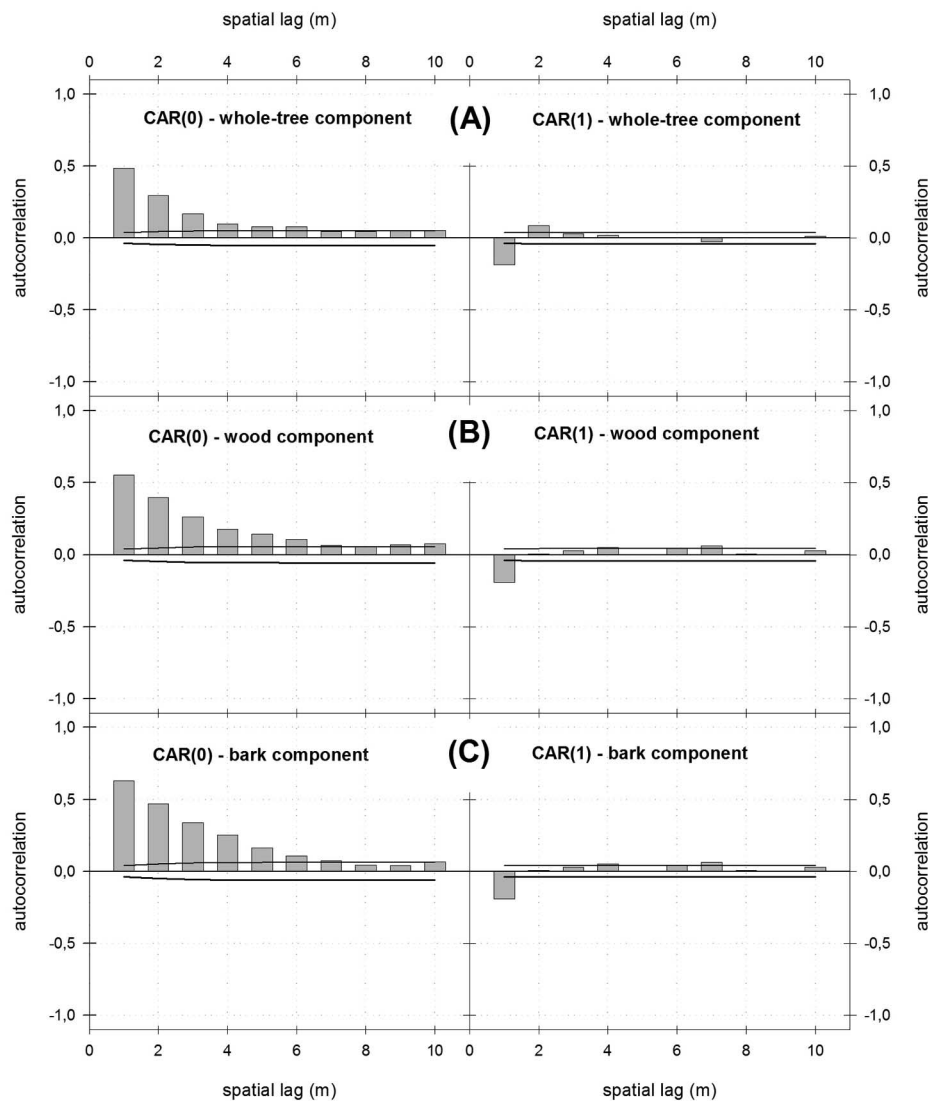 spatial lag (m) spatial lag (m)
0 2 4 6 8 10 0 2 4 6 8 10
1,0 1,0
CAR(0) - whole-tree component (A) CAR(1) - whole-tree component
0,5 0,5
autocorrelation autocorrelation
0,0 0,0
-0,5 -0,5
-1,0 -1,0
1,0 1,0
CAR(0) - wood component (B) CAR(1) - wood component
0,5 0,5
autocorrelation autocorrelation
0,0 0,0
-0,5 -0,5
-1,0 -1,0
1,0 1,0
CAR(0) - bark component (C) CAR(1) - bark component
0,5 0,5
autocorrelation autocorrelation
0,0 0,0
-0,5 -0,5
-1,0 -1,0
0 2 4 6 8 10 0 2 4 6 8 10
spatial lag (m) spatial lag (m)